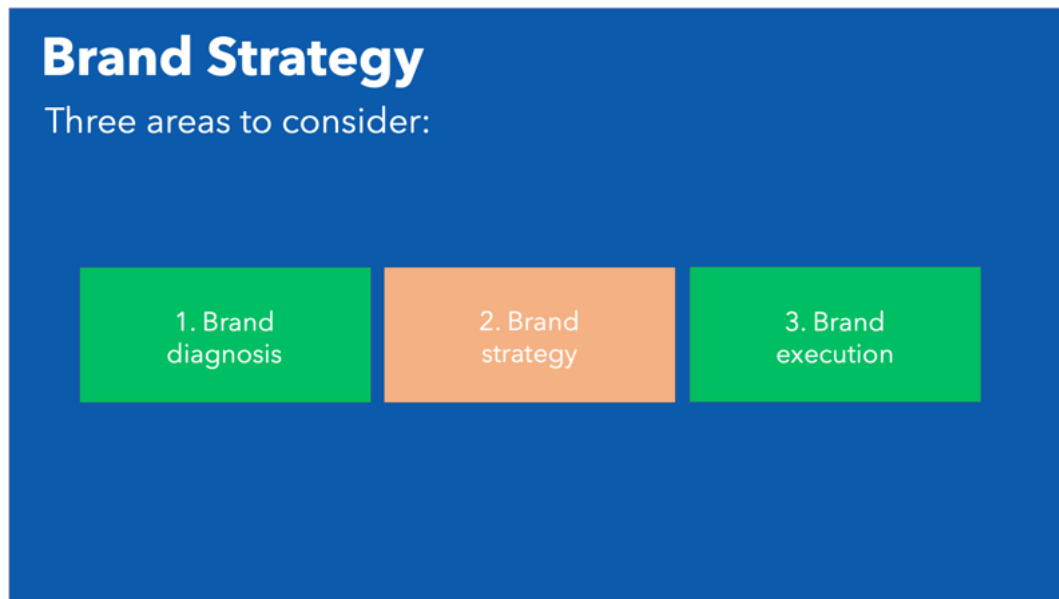 Brand Strategy
Three areas to consider:
1. Brand
diagnosis
2. Brand
strategy
3. Brand
execution